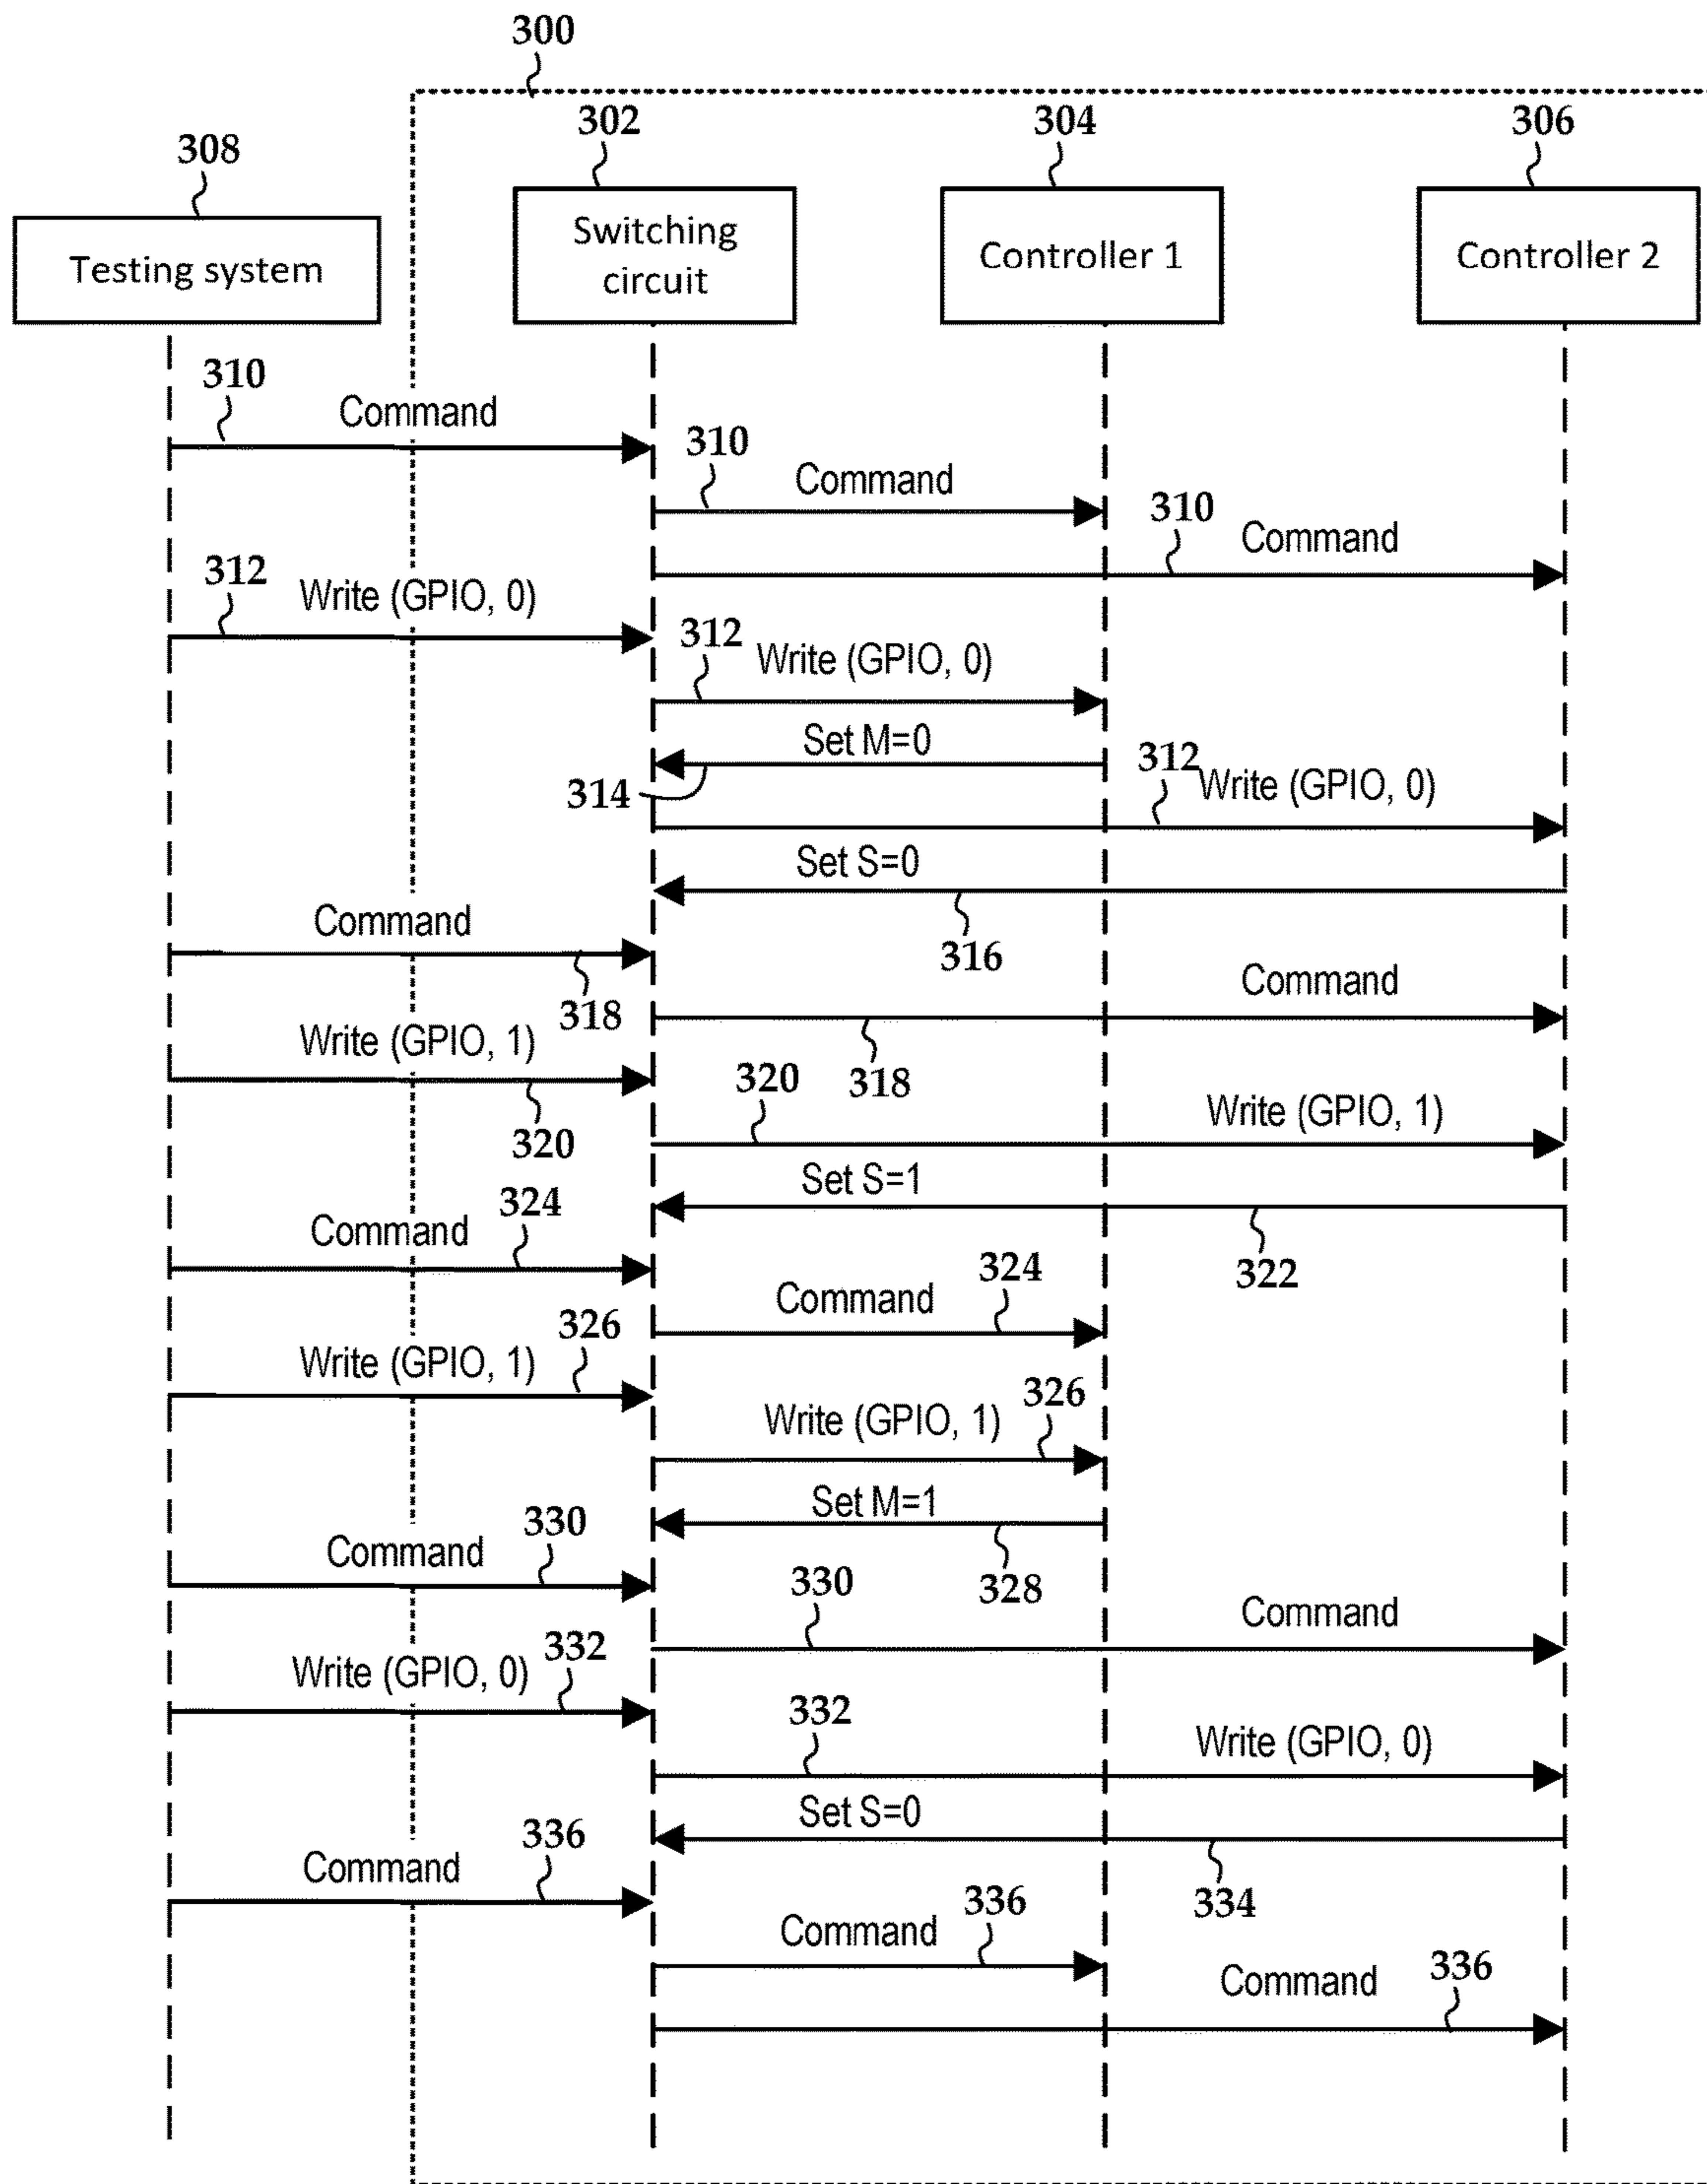 300
302
304
306
308
Testing system
Switching
circuit
Controller 1
Controller 2
310
Command
310
Command
310
Command
312
Write (GPIO, 0)
312
Write (GPIO, 0)
Set M=0
314
312
Write (GPIO, 0)
Set S=0
316
Command
318
Command
318
Write (GPIO, 1)
320
320
Write (GPIO, 1)
Set S=1
322
324
Command
324
Command
326
Write (GPIO, 1)
326
Write (GPIO, 1)
Set M=1
328
330
Command
330
Command
332
Write (GPIO, 0)
332
Write (GPIO, 0)
Set S=0
334
336
Command
336
Command
336
Command